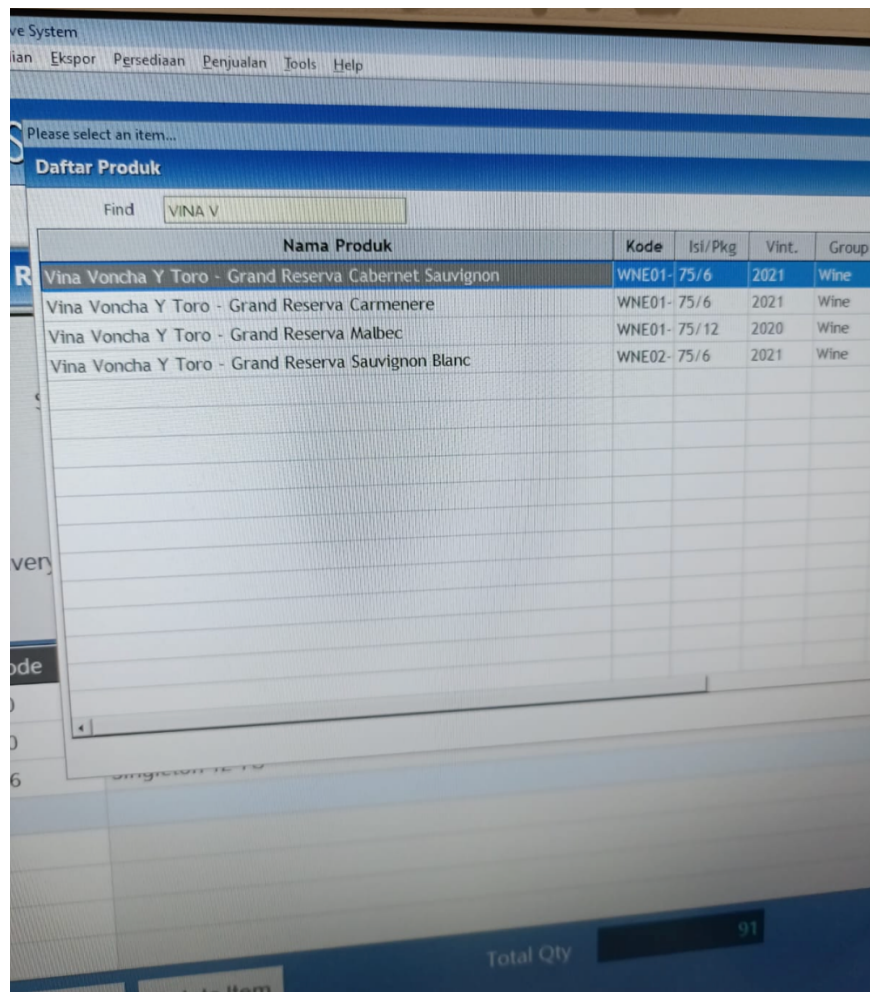 ve System
ian Ekspor Persediaan Penjualan Tools Help
Please select an item...
Daftar Produk
Find VINA V
Nama Produk Kode Isi/Pkg Vint. Group
R
Vina Voncha Y Toro - Grand Reserva Cabernet Sauvignon WNE01- 75/6 2021 Wine
Vina Voncha Y Toro - Grand Reserva Carmenere WNE01- 75/6 2021 Wine
Vina Voncha Y Toro - Grand Reserva Malbec WNE01- 75/12 2020 Wine
Vina Voncha Y Toro - Grand Reserva Sauvignon Blanc WNE02- 75/6 2021 Wine
very
ode
6
Total Qty 91
Item